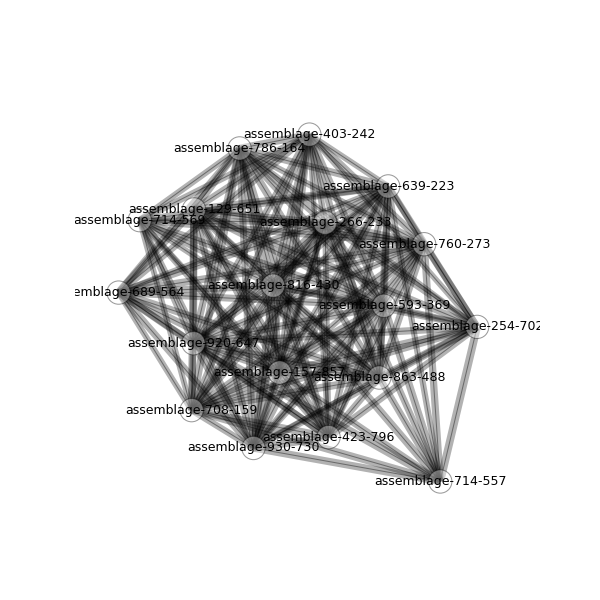 assemblage-403-242
assemblage-786-164
assemblage-639-223
assemblage-129-651
assemblage-714-569
assemblage-266-233
assemblage-760-273
assemblage-816-430
emblage-689-564
assemblage-593-369
assemblage-254-702
assemblage-920-647
assemblage-157-857
assemblage-863-488
assemblage-708-159
assemblage-423-796
assemblage-930-730
assemblage-714-557